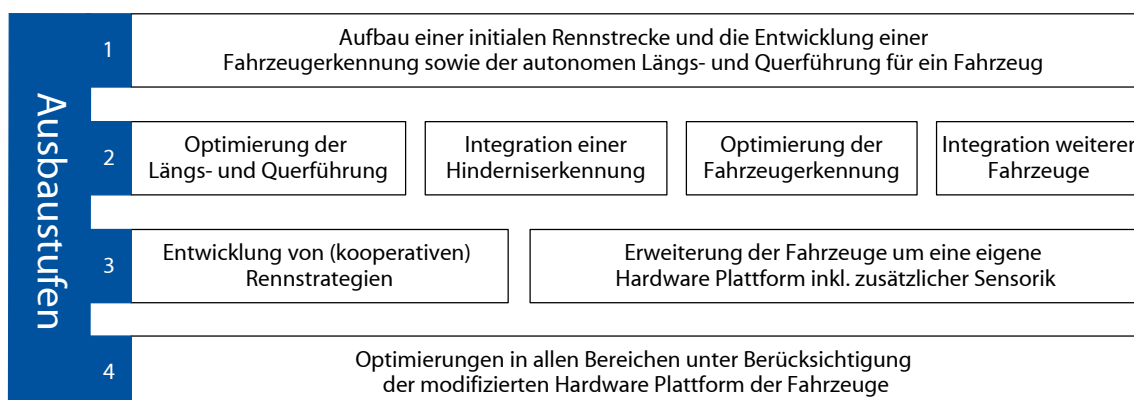 Ausbaustufen
1
Aufbau einer initialen Rennstrecke und die Entwicklung einer
Fahrzeugerkennung sowie der autonomen Längs- und Querführung für ein Fahrzeug
2
Optimierung der
Längs- und Querführung
Integration einer
Hinderniserkennung
Optimierung der
Fahrzeugerkennung
Integration weiterer
Fahrzeuge
3
Entwicklung von (kooperativen)
Rennstrategien
Erweiterung der Fahrzeuge um eine eigene
Hardware Plattform inkl. zusätzlicher Sensorik
4
Optimierungen in allen Bereichen unter Berücksichtigung
der modifizierten Hardware Plattform der Fahrzeuge